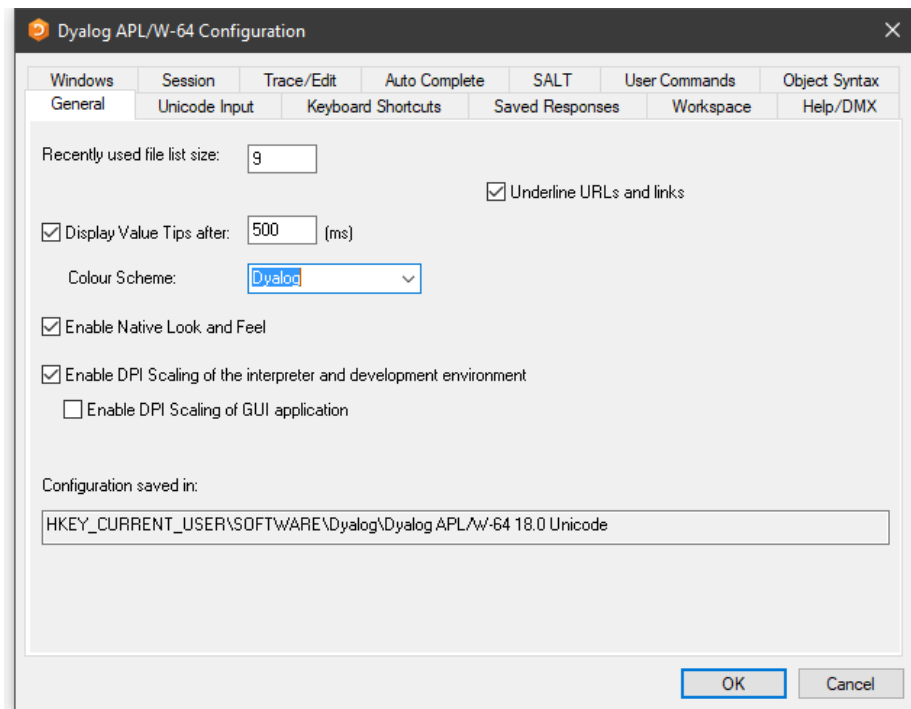 Dyalog APL/W-64 Configuration
Windows Session Trace/Edit Auto Complete SALT User Commands Object Syntax
General Unicode Input Keyboard Shortcuts Saved Responses Workspace Help/DMX
Recently used file list size: 9
Underline URLs and links
Display Value Tips after: 500 (ms)
Colour Scheme: Dyalog
Enable Native Look and Feel
Enable DPI Scaling of the interpreter and development environment
Enable DPI Scaling of GUI application
Configuration saved in:
HKEY_CURRENT_USER\SOFTWARE\Dyalog\Dyalog APL/W-64 18.0 Unicode
OK Cancel